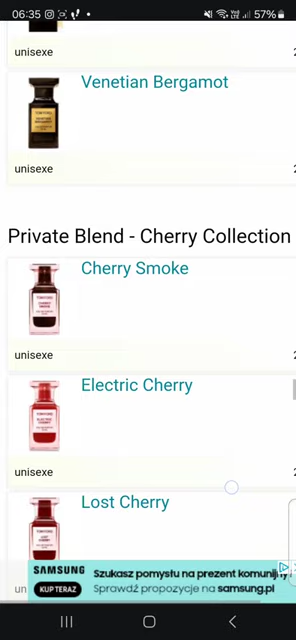 06:35
57%
unisexe
Venetian Bergamot
unisexe
Private Blend - Cherry Collection
Cherry Smoke
unisexe
Electric Cherry
unisexe
Lost Cherry
un
SAMSUNG
KUP TERAZ
Szukasz pomysłu na prezent komunijny?
Sprawdź propozycje na samsung.pl